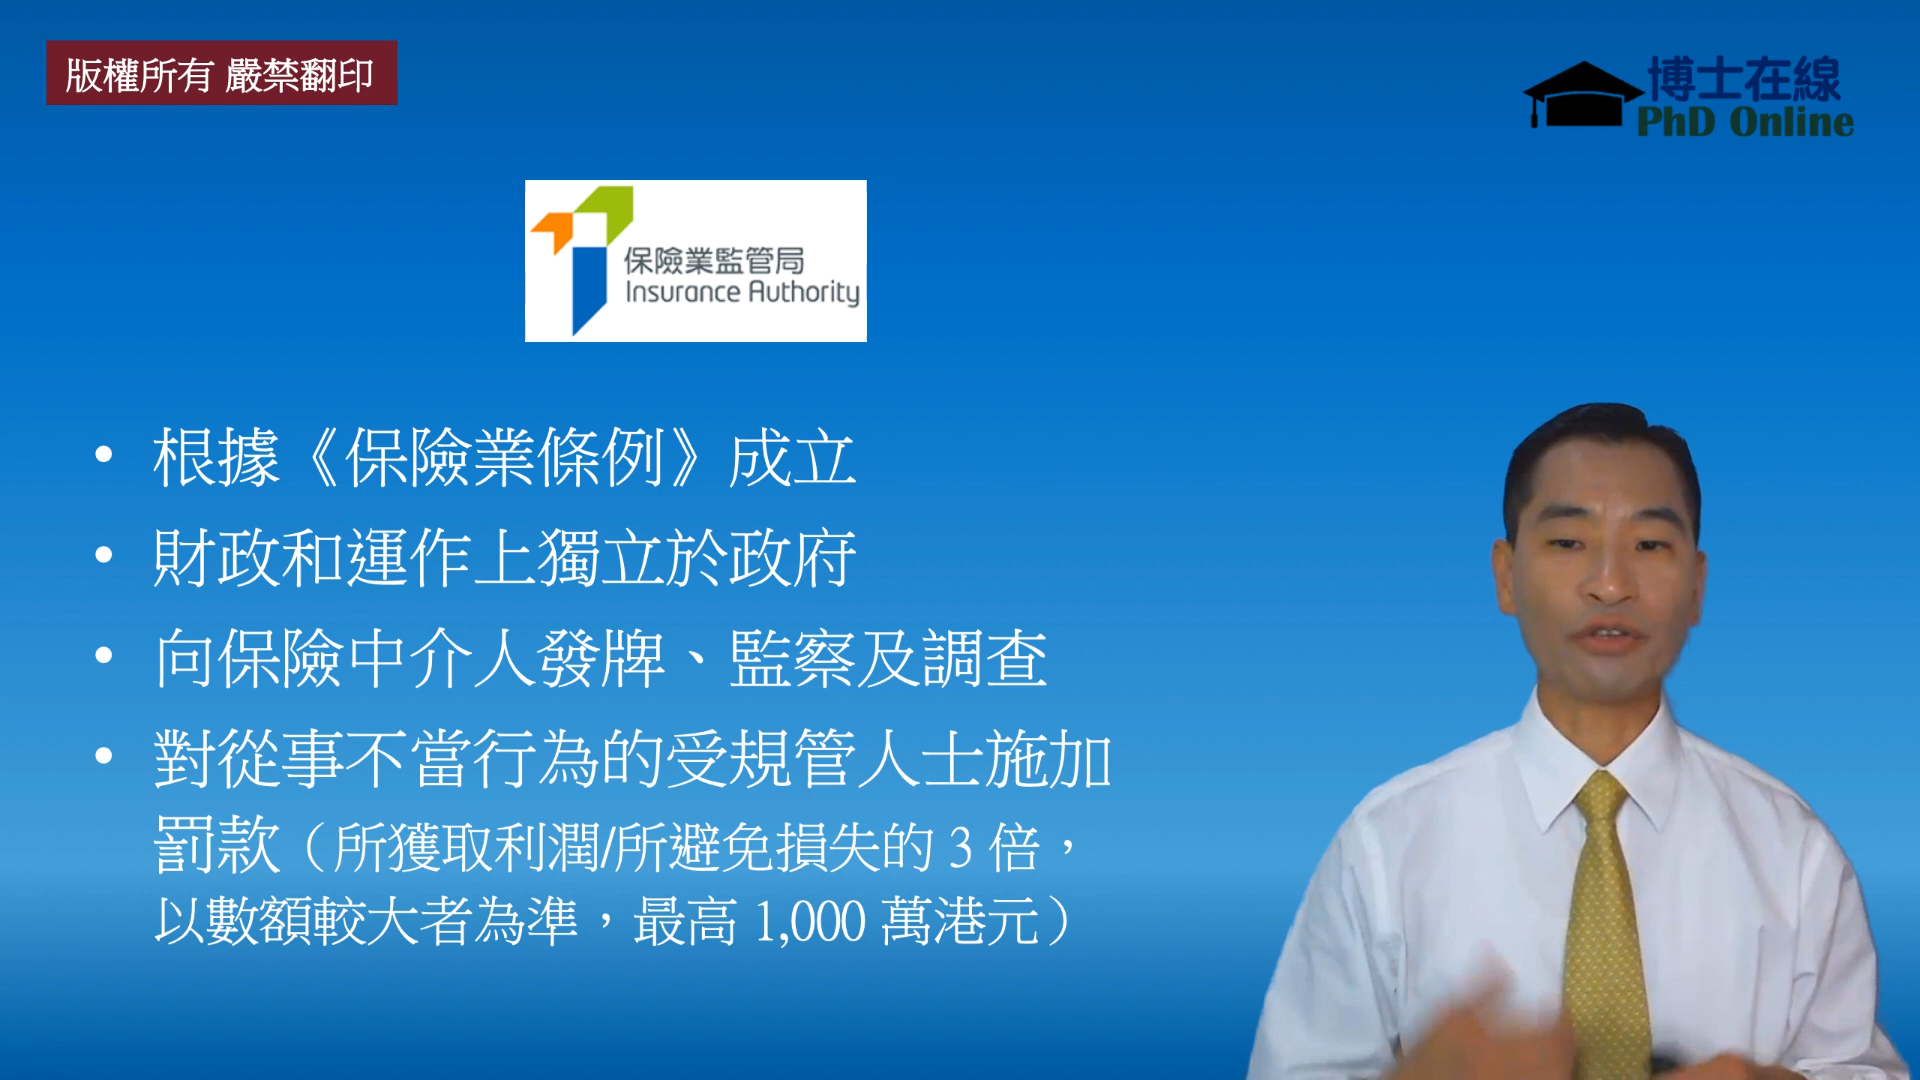 版權所有 嚴禁翻印
博士在線
PhD Online
保險業監管局
Insurance Authority
• 根據《保險業條例》成立
• 財政和運作上獨立於政府
• 向保險中介人發牌、監察及調查
• 對從事不當行為的受規管人士施加
罰款（所獲取利潤/所避免損失的 3 倍，
以數額較大者為準，最高 1,000 萬港元）